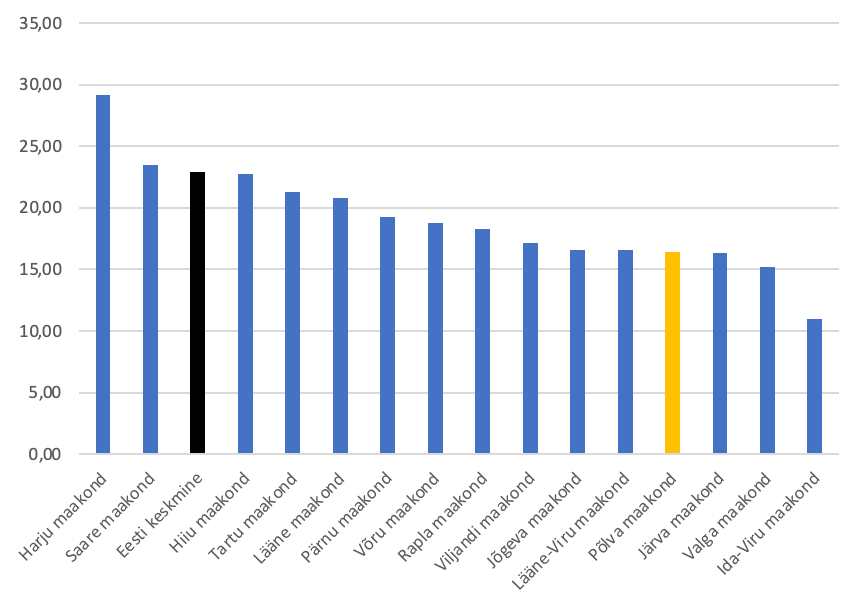 35,00
30,00
25,00
20,00
15,00
10,00
5,00
0,00
Harju maakond
Saare maakond
Eesti keskmine
Hiiu maakond
Tartu maakond
Lääne maakond
Pärnu maakond
Võru maakond
Rapla maakond
Viljandi maakond
Jõgeva maakond
Lääne-Viru maakond
Põlva maakond
Järva maakond
Valga maakond
Ida-Viru maakond